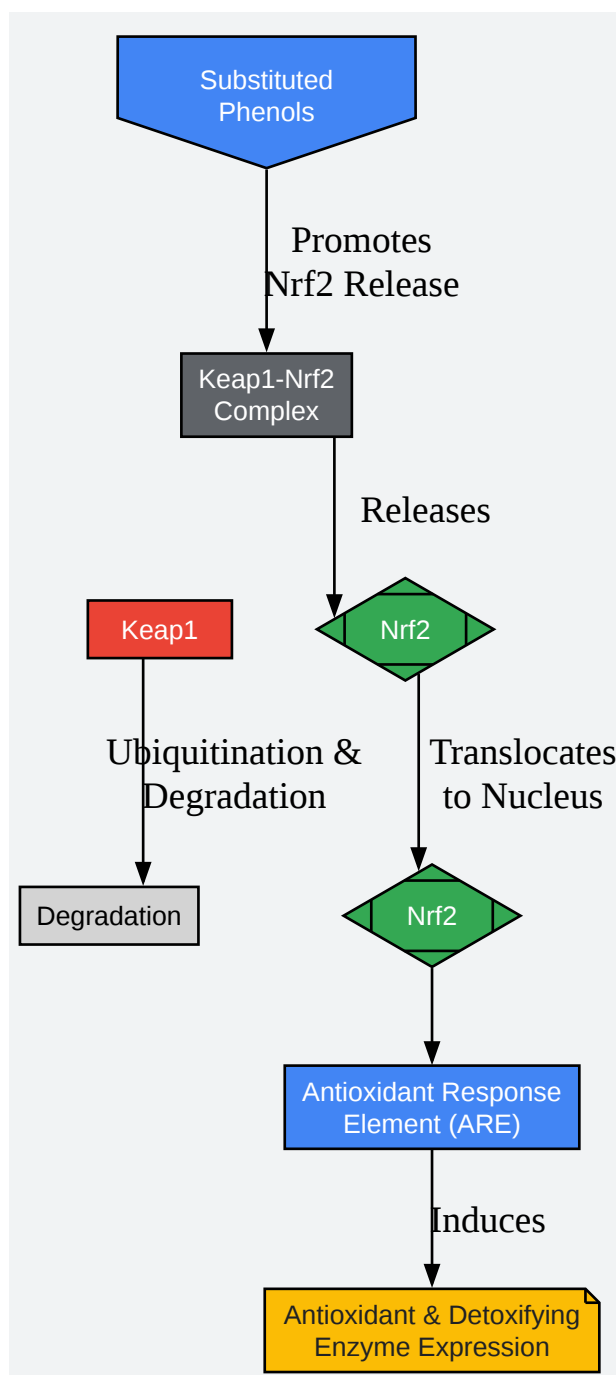 Substituted
Phenols
Promotes
Nrf2 Release
Keap1-Nrf2
Complex
Releases
Keap1
Nrf2
Ubiquitination &
Degradation
Translocates
to Nucleus
Degradation
Nrf2
Antioxidant Response
Element (ARE)
Induces
Antioxidant & Detoxifying
Enzyme Expression